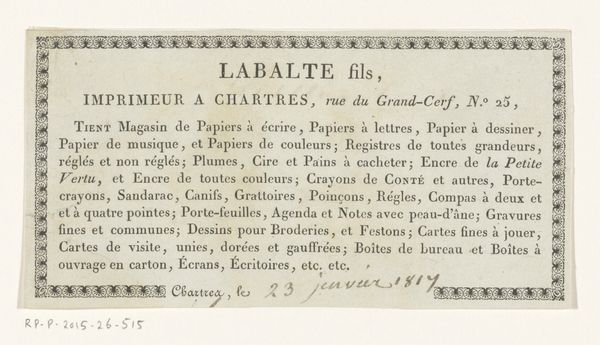 LABALTE fils,
IMPRIMEUR A CHARTRES, rue du Grand-Cerf, N.º 25,
TIENT Magasin de Papiers à écrire, Papiers à lettres, Papier à dessiner,
Papier de musique, et Papiers de couleurs; Registres de toutes grandeurs,
réglés et non réglés; Plumes, Cire et Pains à cacheter; Encre de la Petite
Vertu, et Encre de toutes couleurs; Crayons de CONTÉ et autres, Porte-
crayons, Sandarac, Canifs, Grattoires, Poinçons, Régles, Compas à deux et
et à quatre pointes; Porte-feuilles, Agenda et Notes avec peau-d'âne; Gravures
fines et communes; Dessins pour Broderies, et Festons; Cartes fines à jouer,
Cartes de visite, unies, dorées et gauffrées; Boîtes de bureau et Boîtes à
ouvrage en carton, Écrans, Écritoires, etc. etc.
Chartres, le 23 janvier 1817
RP-P-2015-26-515